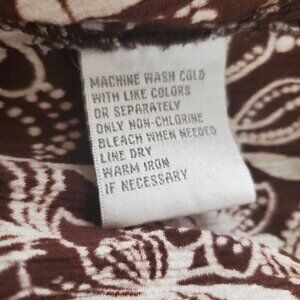 MACHINE WASH COLD
WITH LIKE COLORS
OR SEPARATELY
ONLY NON-CHLORINE
BLEACH WHEN NEEDED
LINE DRY
WARM IRON
IF NECESSARY